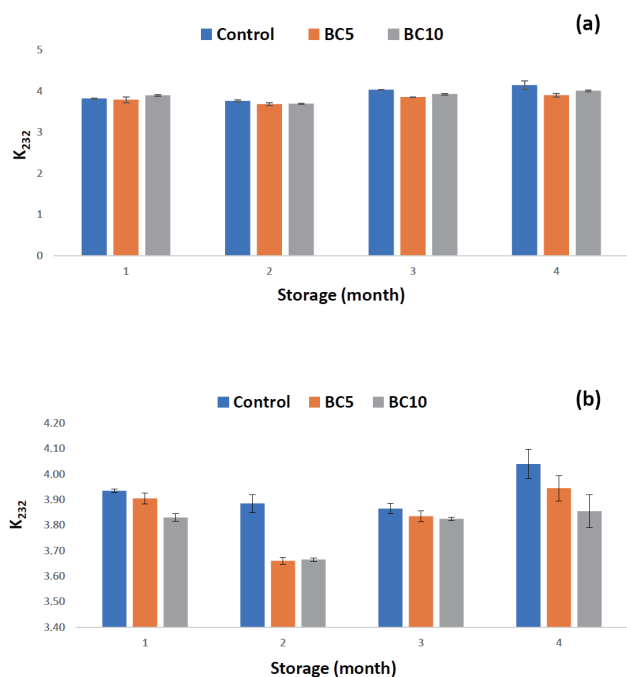 (a)
Control BC5 BC10
5
4
3
2
1
0
K232
1 2 3 4
Storage (month)
(b)
Control BC5 BC10
4.20
4.10
4.00
3.90
3.80
3.70
3.60
3.50
3.40
K232
1 2 3 4
Storage (month)